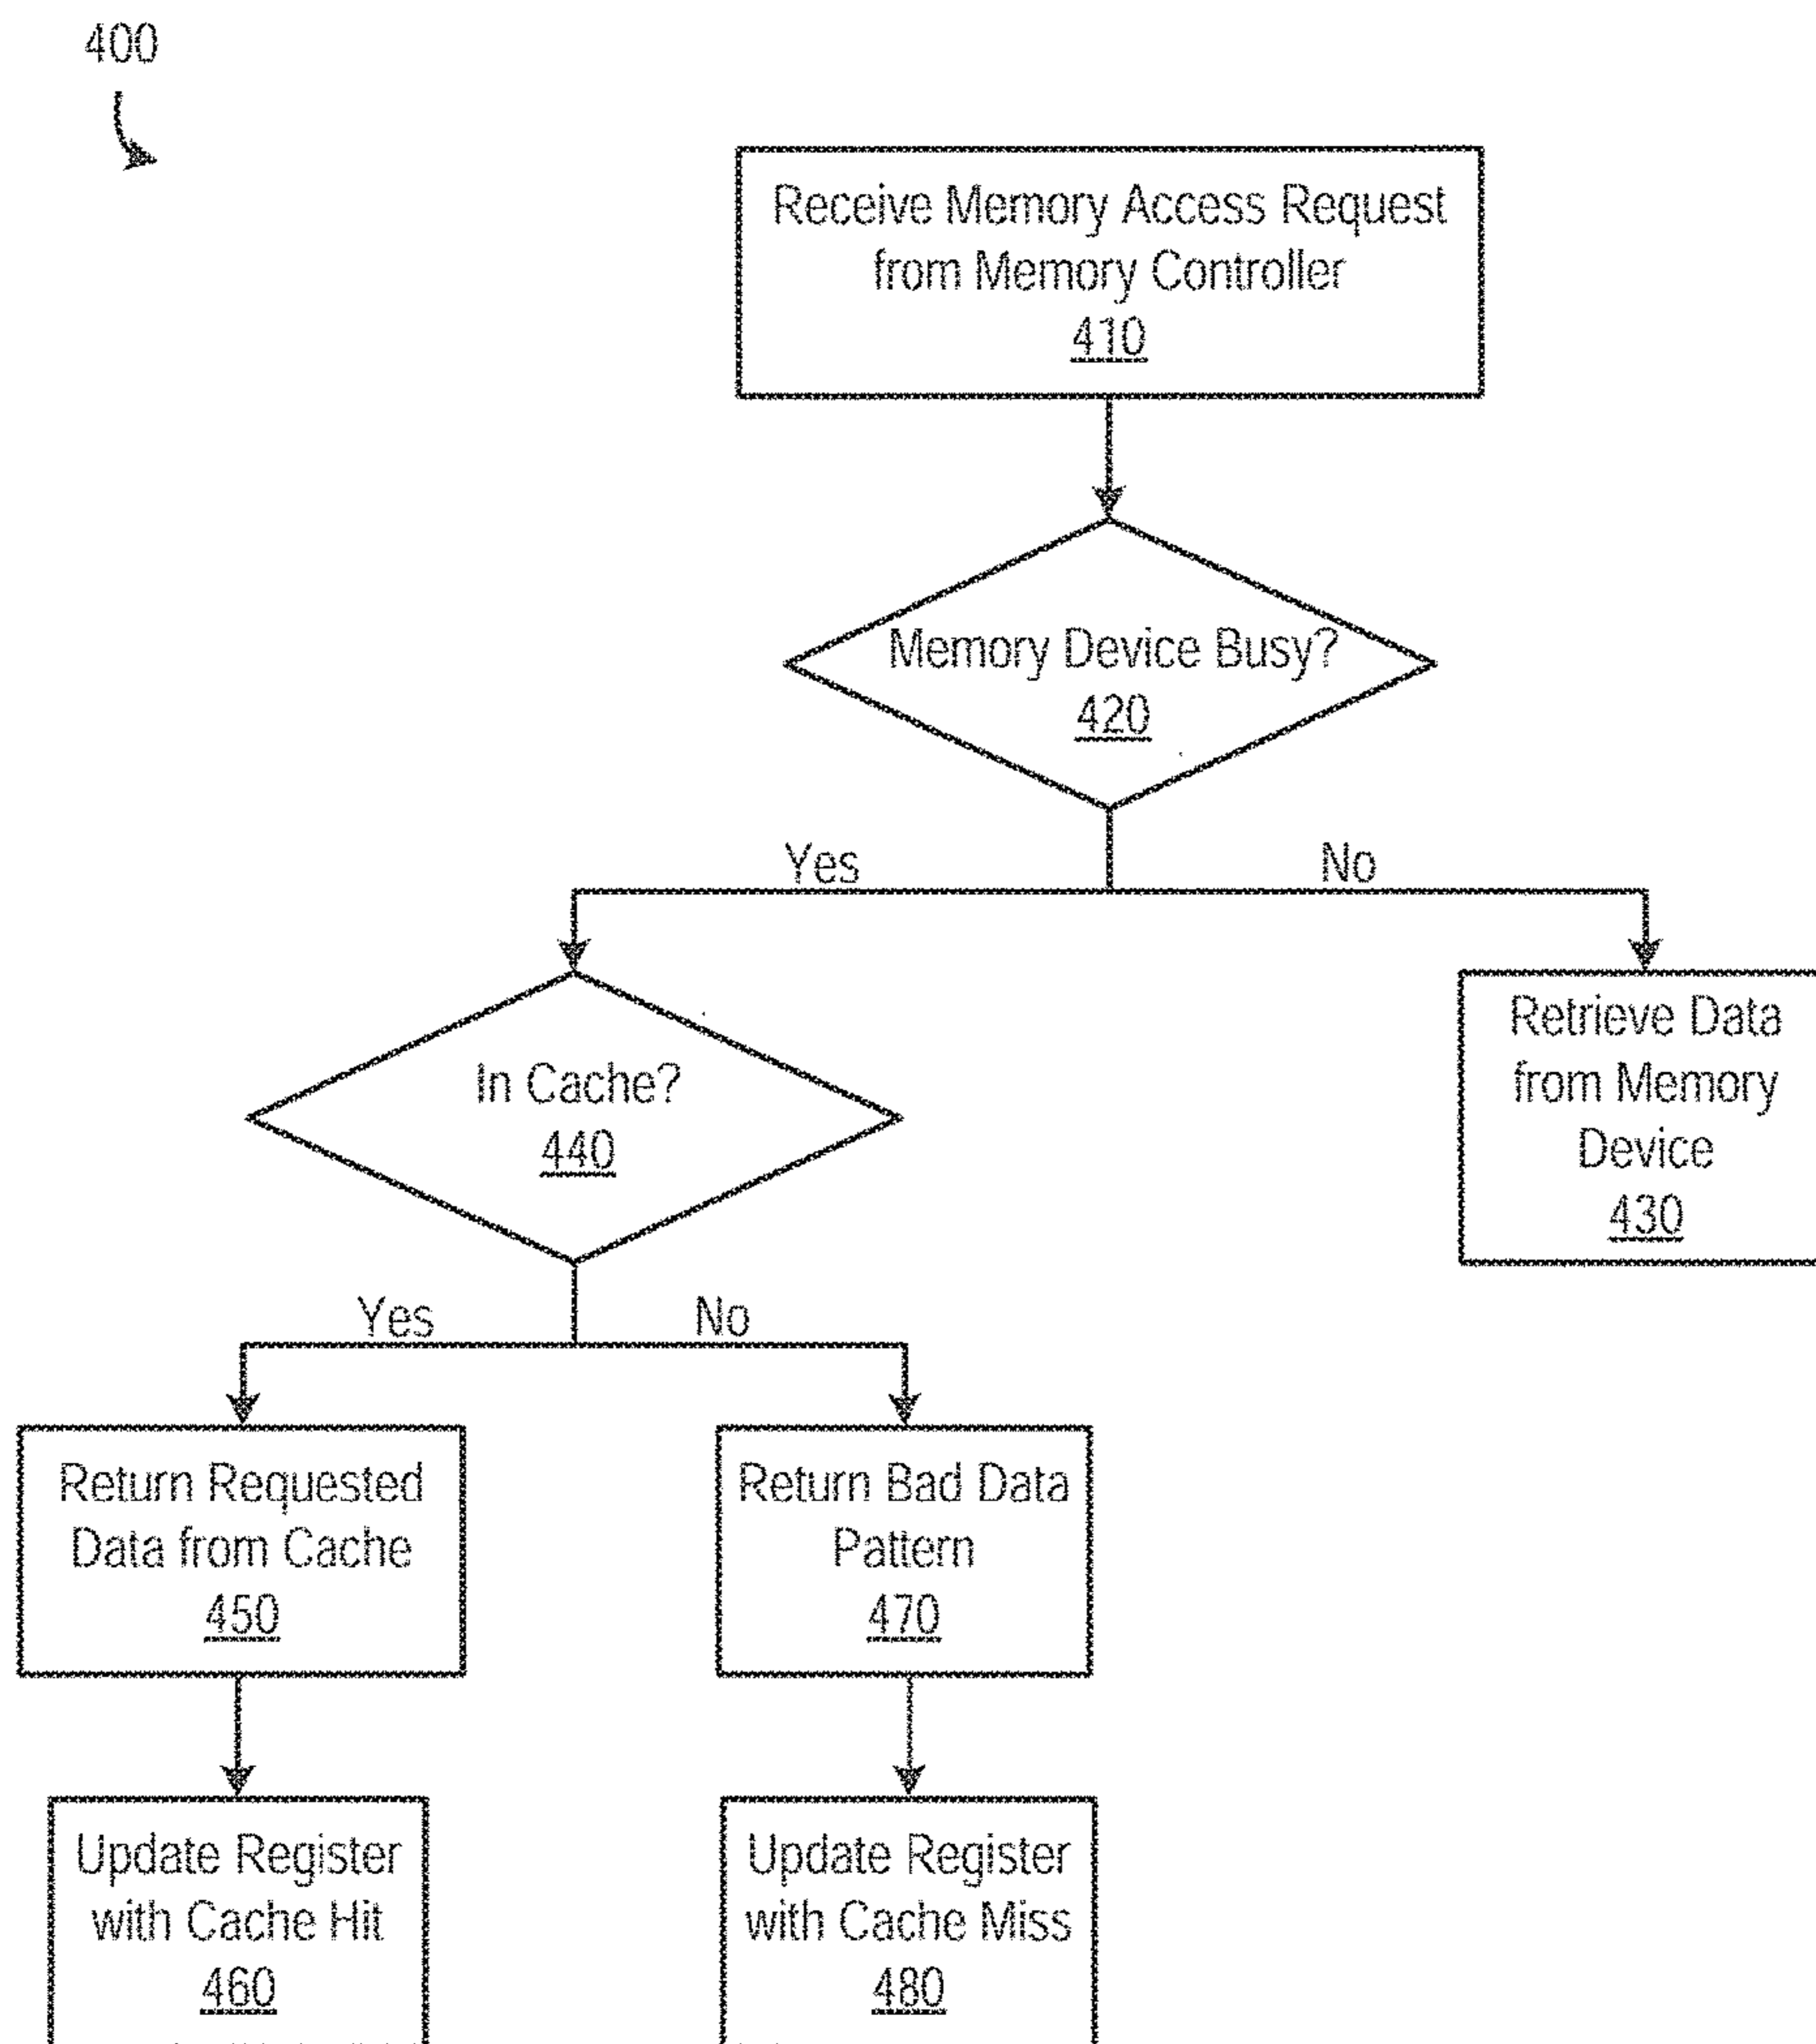 400
Receive Memory Access Request
from Memory Controller
410
Memory Device Busy?
420
Yes
No
In Cache?
440
Retrieve Data
from Memory
Device
430
Yes
No
Return Requested
Data from Cache
450
Return Bad Data
Pattern
470
Update Register
with Cache Hit
460
Update Register
with Cache Miss
480